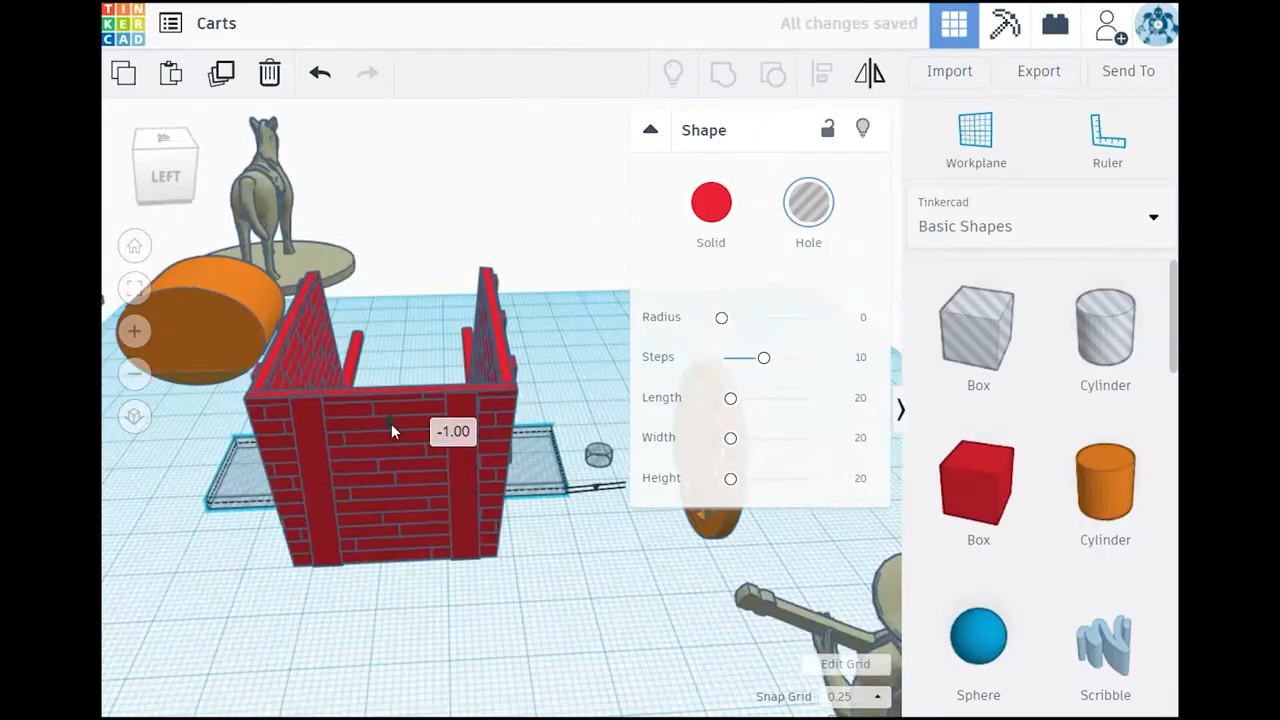 TIN
KER
CAD
Carts
All changes saved
Import
Export
Send To
LEFT
Shape
Solid
Hole
Radius
0
Steps
10
Length
20
Width
20
Height
20
-1.00
Workplane
Ruler
Tinkercad
Basic Shapes
Box
Cylinder
Box
Cylinder
Sphere
Scribble
Edit Grid
Snap Grid
0.25